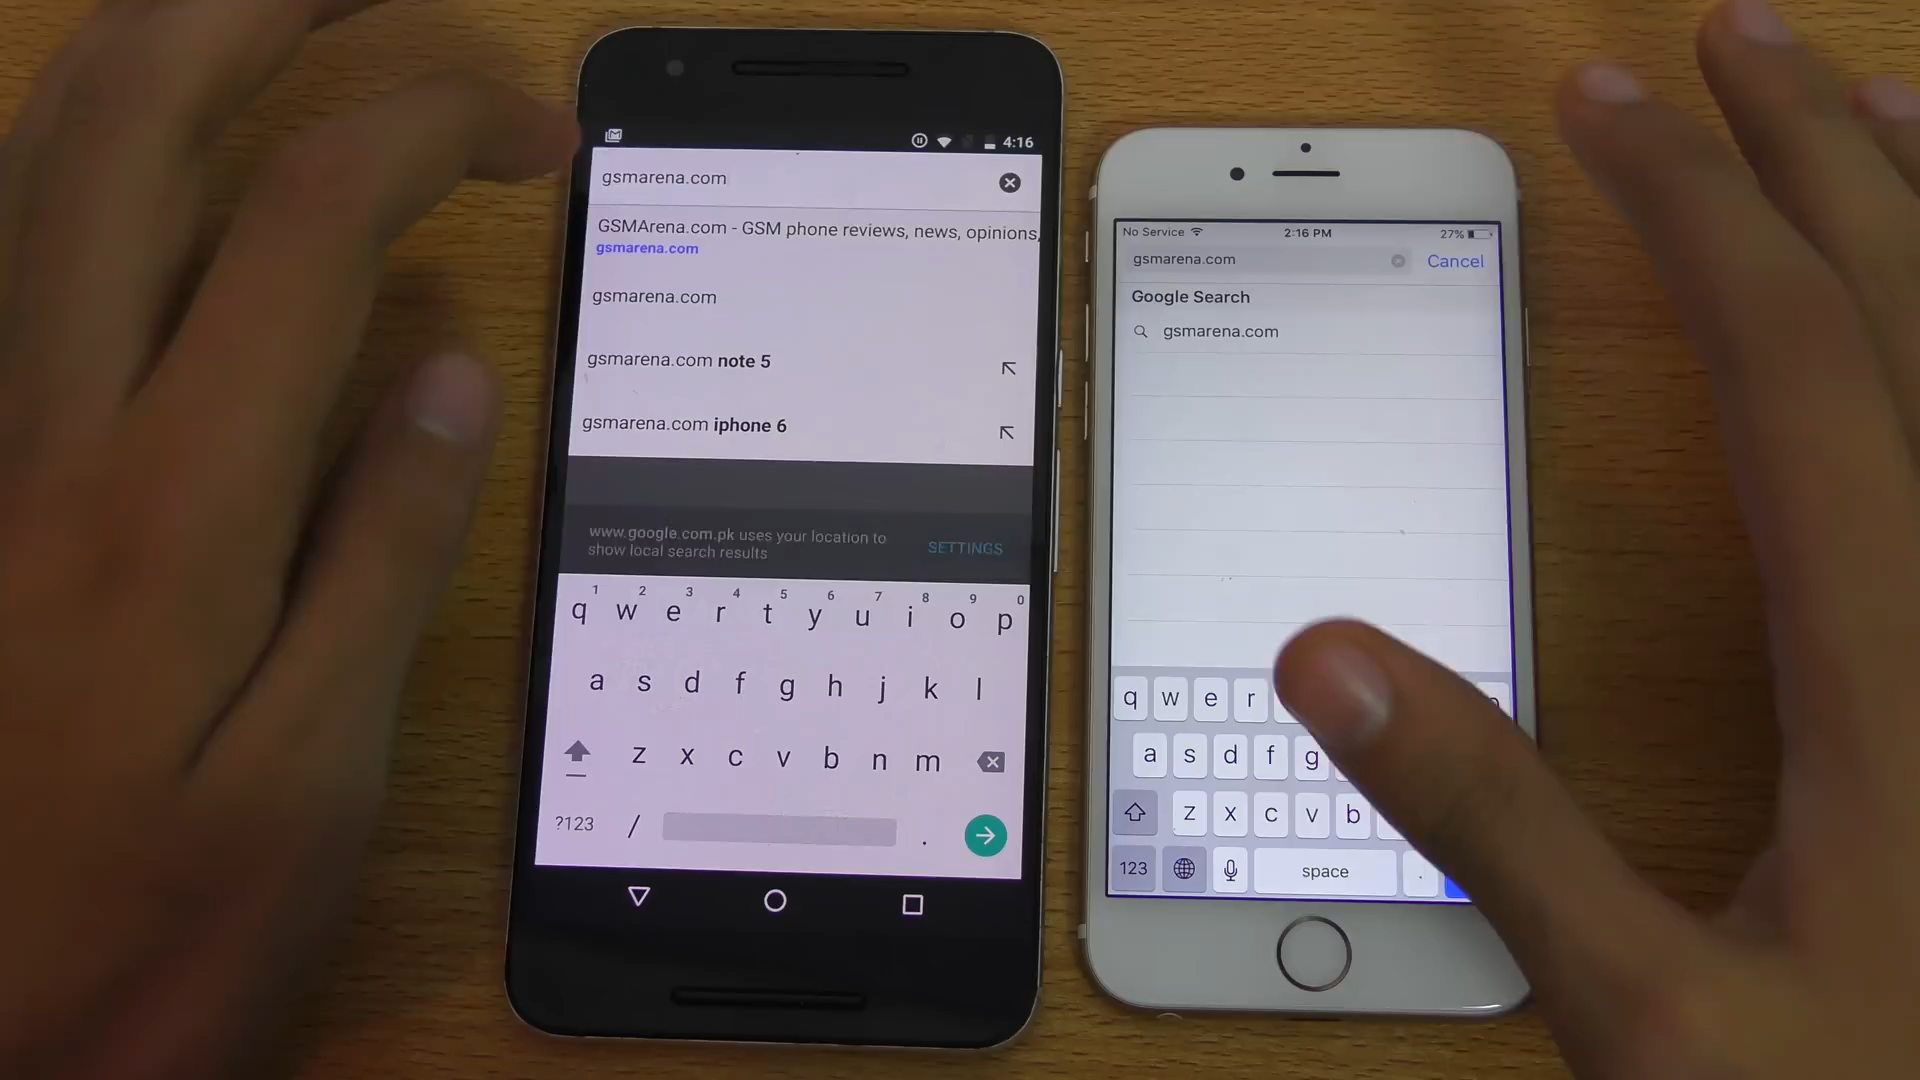 4:16
gsmarena.com
GSMArena.com - GSM phone reviews, news, opinions,
gsmarena.com
gsmarena.com
gsmarena.com note 5
gsmarena.com iphone 6
www.google.com.pk uses your location to
show local search results
SETTINGS
1 2 3 4 5 6 7 8 9 0
q w e r t y u i o p
a s d f g h j k l
z x c v b n m
?123 / .
No Service 2:16 PM 27%
gsmarena.com Cancel
Google Search
gsmarena.com
q w e r
a s d f g
z x c v b
123 space .